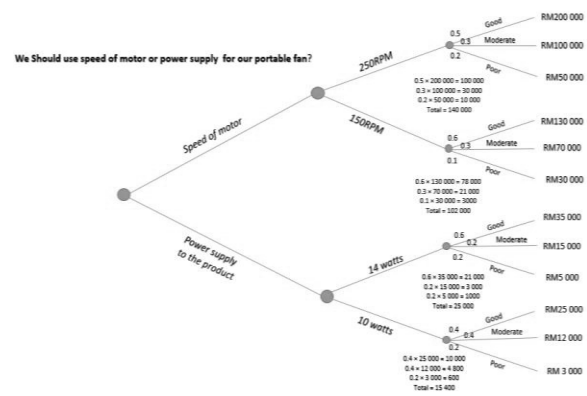 We Should use speed of motor or power supply for our portable fan?
Speed of motor
250RPM
0.5
Good
RM200 000
0.3
Moderate
RM100 000
0.2
Poor
RM50 000
0.5 × 200 000 = 100 000
0.3 × 100 000 = 30 000
0.2 × 50 000 = 10 000
Total = 140 000
150RPM
0.6
Good
RM130 000
0.3
Moderate
RM70 000
0.1
Poor
RM30 000
0.6 × 130 000 = 78 000
0.3 × 70 000 = 21 000
0.1 × 30 000 = 3000
Total = 102 000
Power supply
to the product
14 watts
0.6
Good
RM35 000
0.2
Moderate
RM15 000
0.2
Poor
RM5 000
0.6 × 35 000 = 21 000
0.2 × 15 000 = 3 000
0.2 × 5 000 = 1000
Total = 25 000
10 watts
0.4
Good
RM25 000
0.4
Moderate
RM12 000
0.2
Poor
RM 3 000
0.4 × 25 000 = 10 000
0.4 × 12 000 = 4 800
0.2 × 3 000 = 600
Total = 15 400